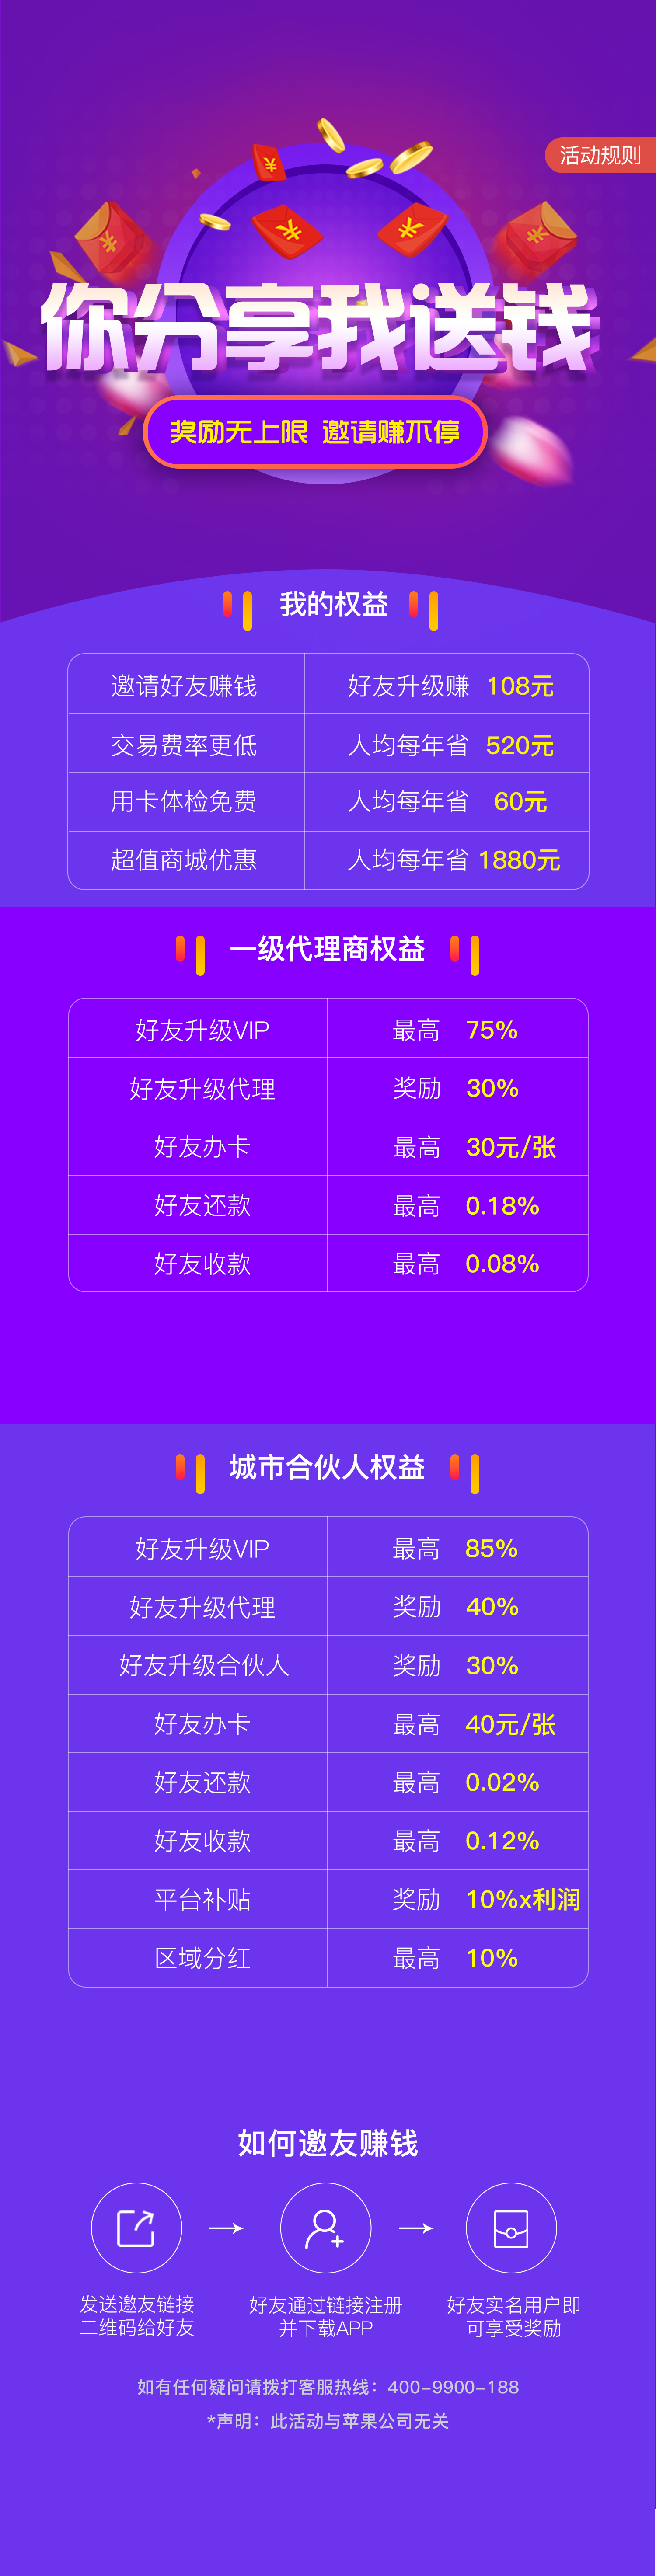 活动规则
你分享我送钱
奖励无上限 邀请赚不停
我的权益
邀请好友赚钱 好友升级赚 108元
交易费率更低 人均每年省 520元
用卡体检免费 人均每年省 60元
超值商城优惠 人均每年省 1880元
一级代理商权益
好友升级VIP 最高 75%
好友升级代理 奖励 30%
好友办卡 最高 30元/张
好友还款 最高 0.18%
好友收款 最高 0.08%
城市合伙人权益
好友升级VIP 最高 85%
好友升级代理 奖励 40%
好友升级合伙人 奖励 30%
好友办卡 最高 40元/张
好友还款 最高 0.02%
好友收款 最高 0.12%
平台补贴 奖励 10%x利润
区域分红 最高 10%
如何邀友赚钱
发送邀友链接 好友通过链接注册 好友实名用户即
二维码给好友 并下载APP 可享受奖励
如有任何疑问请拨打客服热线：400-9900-188
*声明：此活动与苹果公司无关